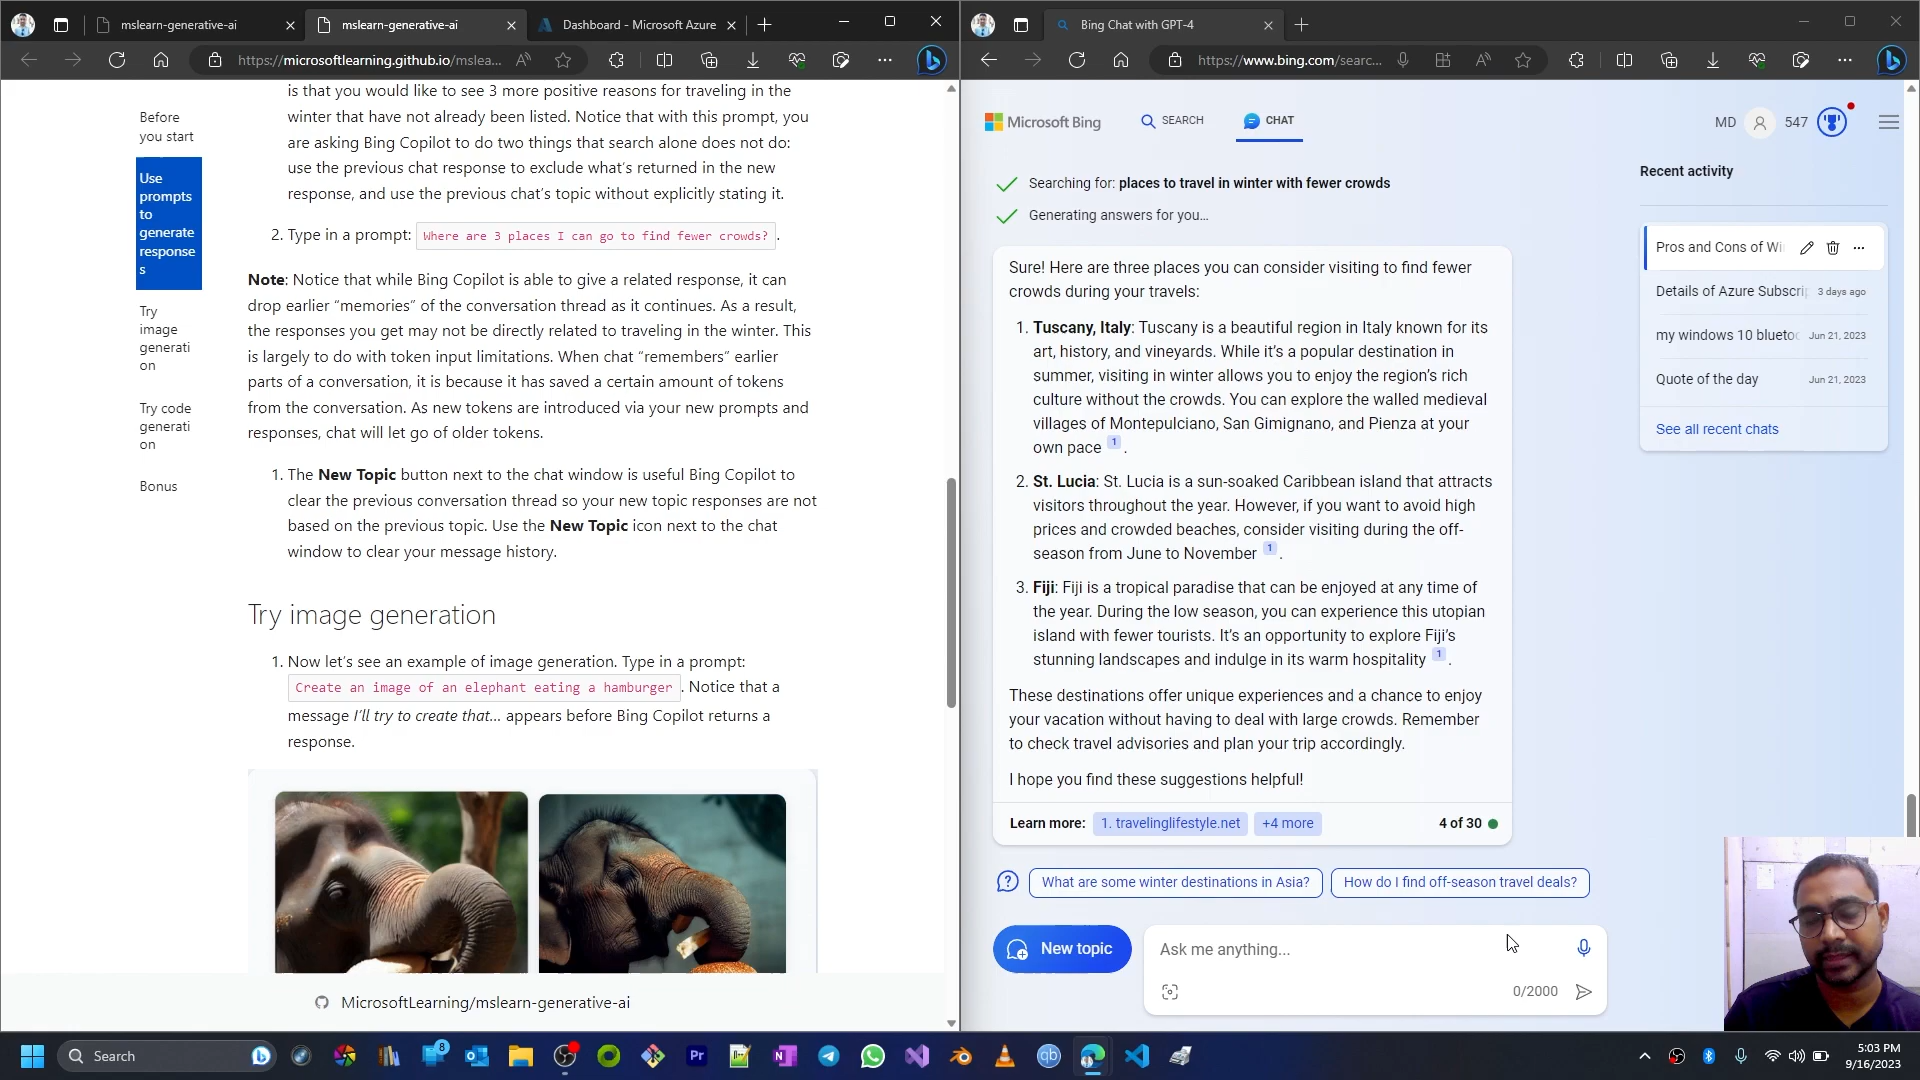 mslearn-generative-ai
mslearn-generative-ai
Dashboard - Microsoft Azure
https://microsoftlearning.github.io/mslea...
Before
you start
Use
prompts
to
generate
response
s
Try
image
generati
on
Try code
generati
on
Bonus
is that you would like to see 3 more positive reasons for traveling in the
winter that have not already been listed. Notice that with this prompt, you
are asking Bing Copilot to do two things that search alone does not do:
use the previous chat response to exclude what's returned in the new
response, and use the previous chat's topic without explicitly stating it.
2. Type in a prompt: Where are 3 places I can go to find fewer crowds? .
Note: Notice that while Bing Copilot is able to give a related response, it can
drop earlier “memories” of the conversation thread as it continues. As a result,
the responses you get may not be directly related to traveling in the winter. This
is largely to do with token input limitations. When chat “remembers” earlier
parts of a conversation, it is because it has saved a certain amount of tokens
from the conversation. As new tokens are introduced via your new prompts and
responses, chat will let go of older tokens.
1. The New Topic button next to the chat window is useful Bing Copilot to
clear the previous conversation thread so your new topic responses are not
based on the previous topic. Use the New Topic icon next to the chat
window to clear your message history.
Try image generation
1. Now let's see an example of image generation. Type in a prompt:
Create an image of an elephant eating a hamburger . Notice that a
message I'll try to create that... appears before Bing Copilot returns a
response.
MicrosoftLearning/mslearn-generative-ai
Bing Chat with GPT-4
https://www.bing.com/searc...
Microsoft Bing
SEARCH
CHAT
MD
547
Searching for: places to travel in winter with fewer crowds
Generating answers for you...
Sure! Here are three places you can consider visiting to find fewer
crowds during your travels:
1. Tuscany, Italy: Tuscany is a beautiful region in Italy known for its
art, history, and vineyards. While it's a popular destination in
summer, visiting in winter allows you to enjoy the region's rich
culture without the crowds. You can explore the walled medieval
villages of Montepulciano, San Gimignano, and Pienza at your
own pace 1 .
2. St. Lucia: St. Lucia is a sun-soaked Caribbean island that attracts
visitors throughout the year. However, if you want to avoid high
prices and crowded beaches, consider visiting during the off-
season from June to November 1 .
3. Fiji: Fiji is a tropical paradise that can be enjoyed at any time of
the year. During the low season, you can experience this utopian
island with fewer tourists. It's an opportunity to explore Fiji's
stunning landscapes and indulge in its warm hospitality 1 .
These destinations offer unique experiences and a chance to enjoy
your vacation without having to deal with large crowds. Remember
to check travel advisories and plan your trip accordingly.
I hope you find these suggestions helpful!
Learn more: 1. travelinglifestyle.net +4 more 4 of 30
What are some winter destinations in Asia?
How do I find off-season travel deals?
New topic
Ask me anything...
0/2000
Recent activity
Pros and Cons of Wi
Details of Azure Subscrip 3 days ago
my windows 10 blueto Jun 21, 2023
Quote of the day Jun 21, 2023
See all recent chats
Search
8
Pr
N
qb
5:03 PM
9/16/2023